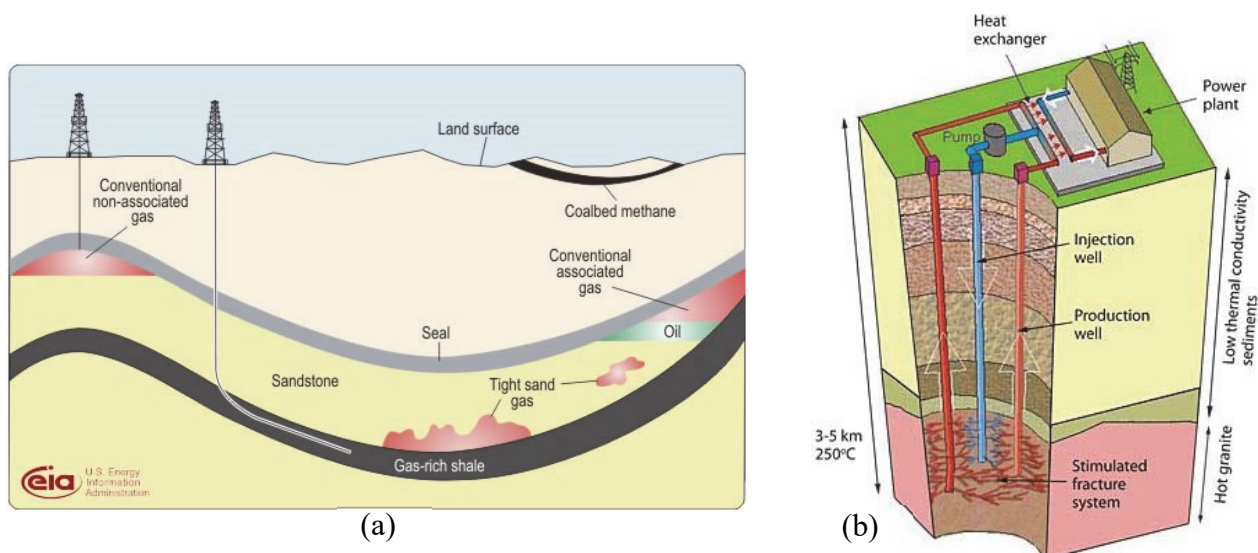 Land surface
Conventional
non-associated
gas
Coalbed methane
Conventional
associated
gas
Seal
Oil
Sandstone
Tight sand
gas
Gas-rich shale
eia
U.S. Energy
Information
Administration
(a)
Heat
exchanger
Power
plant
Pump
Injection
well
Production
well
Low thermal conductivity
sediments
3-5 km
250°C
Stimulated
fracture
system
Hot granite
(b)